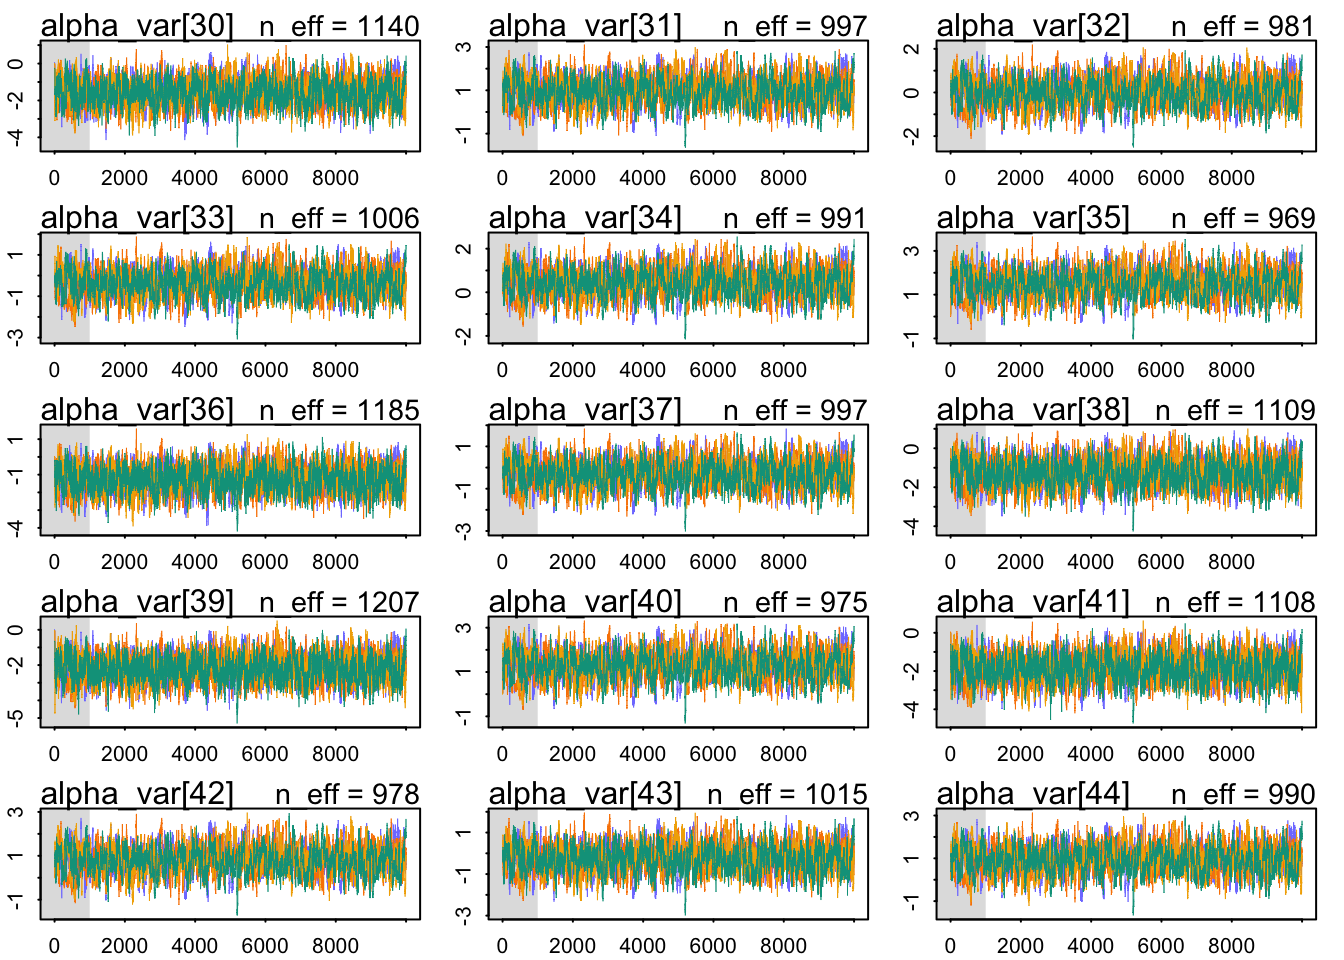 alpha_var[30] n_eff = 1140 alpha_var[31] n_eff = 997 alpha_var[32] n_eff = 981
0 -2 -4 3 1 -1 2 0 -2
0 2000 4000 6000 8000 0 2000 4000 6000 8000 0 2000 4000 6000 8000
alpha_var[33] n_eff = 1006 alpha_var[34] n_eff = 991 alpha_var[35] n_eff = 969
1 -1 -3 2 0 -2 3 1 -1
0 2000 4000 6000 8000 0 2000 4000 6000 8000 0 2000 4000 6000 8000
alpha_var[36] n_eff = 1185 alpha_var[37] n_eff = 997 alpha_var[38] n_eff = 1109
1 -1 -4 1 -1 -3 0 -2 -4
0 2000 4000 6000 8000 0 2000 4000 6000 8000 0 2000 4000 6000 8000
alpha_var[39] n_eff = 1207 alpha_var[40] n_eff = 975 alpha_var[41] n_eff = 1108
0 -2 -5 3 1 -1 0 -2 -4
0 2000 4000 6000 8000 0 2000 4000 6000 8000 0 2000 4000 6000 8000
alpha_var[42] n_eff = 978 alpha_var[43] n_eff = 1015 alpha_var[44] n_eff = 990
3 1 -1 1 -1 -3 3 1 -1
0 2000 4000 6000 8000 0 2000 4000 6000 8000 0 2000 4000 6000 8000